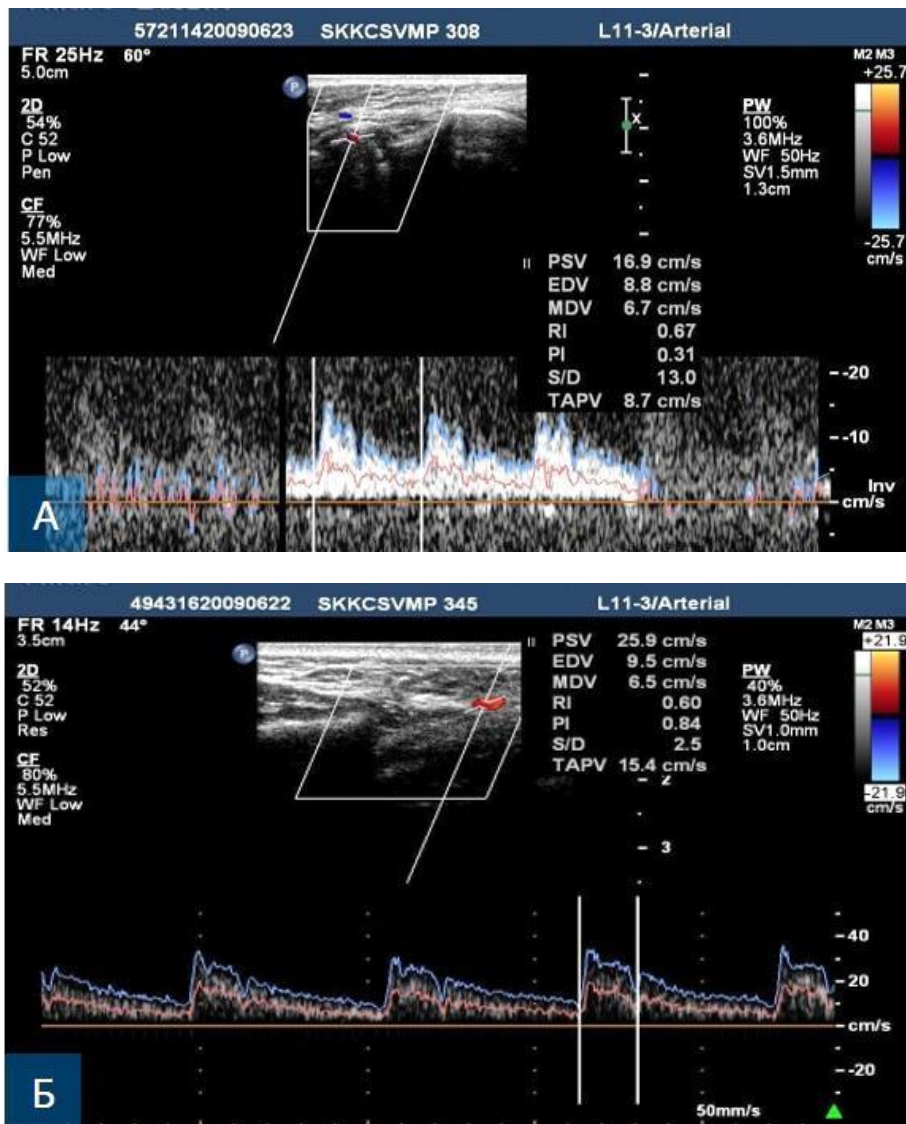 57211420090623 SKKCSVMP 308 L11-3/Arterial
FR 25Hz 60°
5.0cm
2D
54%
C 52
P Low
Pen
CF
77%
5.5MHz
WF Low
Med
P
x
PW
100%
3.6MHz
WF 50Hz
SV1.5mm
1.3cm
M2 M3
+25.7
-25.7
cm/s
PSV 16.9 cm/s
EDV 8.8 cm/s
MDV 6.7 cm/s
RI 0.67
PI 0.31
S/D 13.0
TAPV 8.7 cm/s
-20
-10
Inv
cm/s
А
49431620090622 SKKCSVMP 345 L11-3/Arterial
FR 14Hz 44°
3.5cm
2D
52%
C 52
P Low
Res
CF
80%
5.5MHz
WF Low
Med
P
PSV 25.9 cm/s
EDV 9.5 cm/s
MDV 6.5 cm/s
RI 0.60
PI 0.84
S/D 2.5
TAPV 15.4 cm/s
2
3
PW
40%
3.6MHz
WF 50Hz
SV1.0mm
1.0cm
M2 M3
+21.9
-21.9
cm/s
40
20
cm/s
-20
50mm/s
Б